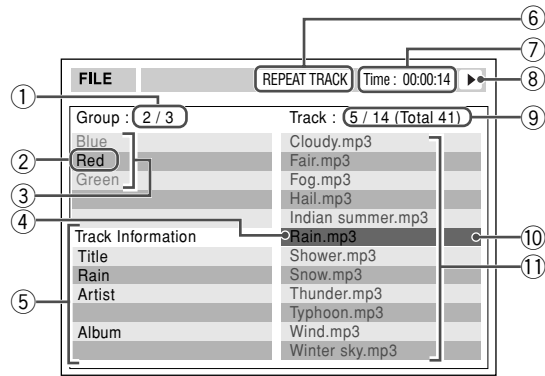 6
7
FILE REPEAT TRACK Time : 00:00:14 8
1
Group : 2 / 3 Track : 5 / 14 (Total 41) 9
Blue Cloudy.mp3
2 Red Fair.mp3
Green Fog.mp3
3 Hail.mp3
4 Indian summer.mp3
Track Information Rain.mp3 10
Title Shower.mp3 11
Rain Snow.mp3
5 Artist Thunder.mp3
Typhoon.mp3
Album Wind.mp3
Winter sky.mp3